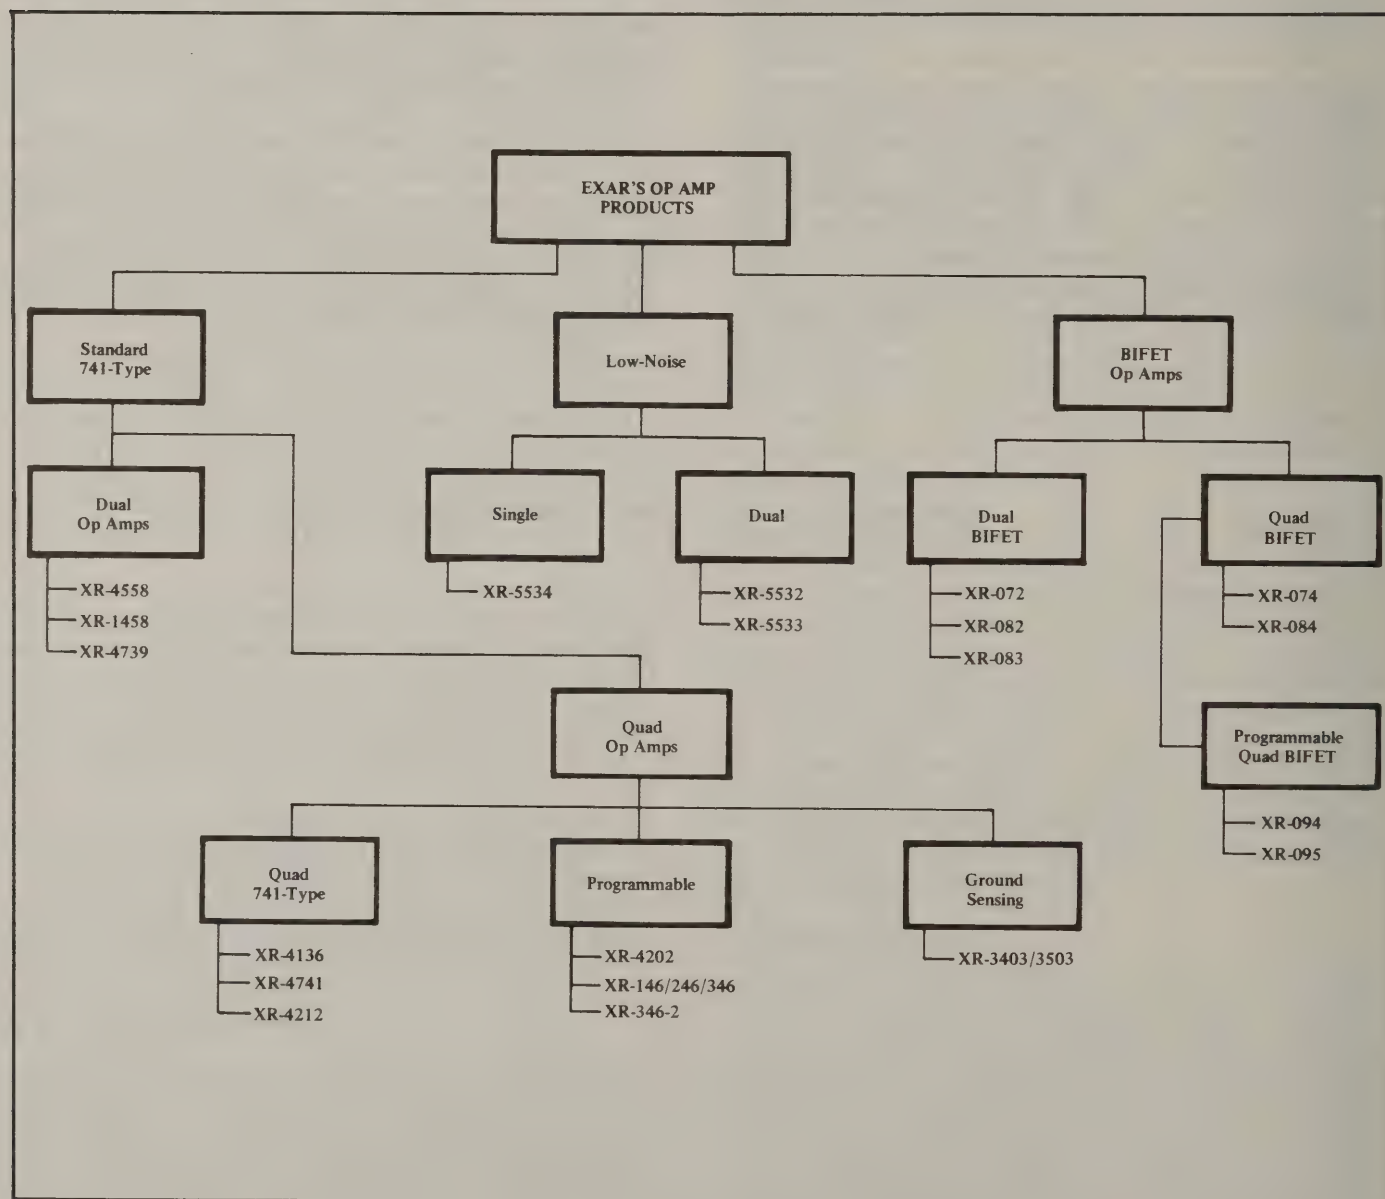 EXAR'S OP AMP
PRODUCTS
Standard
741-Type
Low-Noise
BIFET
Op Amps
Dual
Op Amps
Single
Dual
Dual
BIFET
Quad
BIFET
XR-4558
XR-1458
XR-4739
XR-5534
XR-5532
XR-5533
XR-072
XR-082
XR-083
XR-074
XR-084
Quad
Op Amps
Programmable
Quad BIFET
XR-094
XR-095
Quad
741-Type
Programmable
Ground
Sensing
XR-4136
XR-4741
XR-4212
XR-4202
XR-146/246/346
XR-346-2
XR-3403/3503